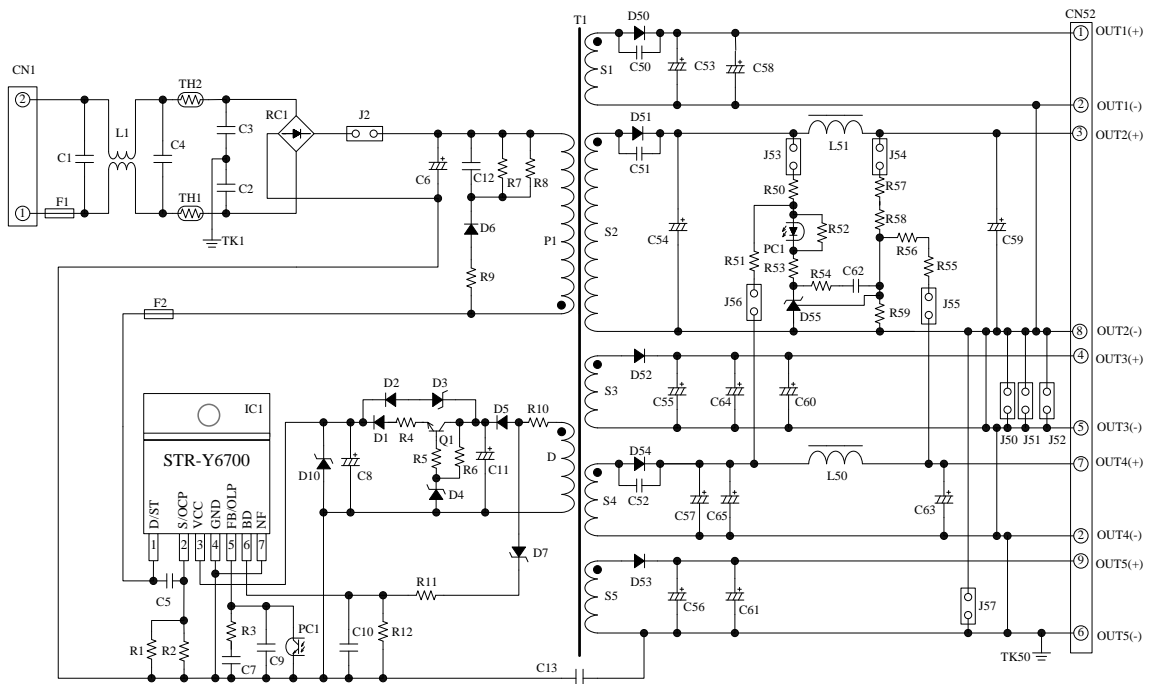 T1
D50
CN52
1
OUT1(+)
C50
C53
C58
S1
CN1
TH2
2
OUT1(-)
2
RC1
J2
D51
3
OUT2(+)
L1
C3
C51
L51
C1
C4
J53
J54
C6
C12
R7
R8
R50
R57
C2
F1
1
TH1
D6
P1
S2
C54
R52
R58
C59
TK1
PC1
R51
R53
R56
R55
R54
C62
R9
J56
J55
F2
D55
R59
8
OUT2(-)
4
OUT3(+)
D52
S3
D2
D3
C55
C64
C60
IC1
D5
R10
J50
J51
J52
5
OUT3(-)
D1
R4
Q1
STR-Y6700
D10
C8
R5
R6
C11
D
D54
7
OUT4(+)
D4
S4
C52
L50
C57
C65
C63
D/ST
S/OCP
VCC
GND
FB/OLP
BD
NF
2
OUT4(-)
1
2
3
4
5
6
7
D7
D53
9
OUT5(+)
C5
R11
S5
C56
C61
J57
R3
PC1
R1
R2
C9
C10
R12
6
OUT5(-)
C7
C13
TK50